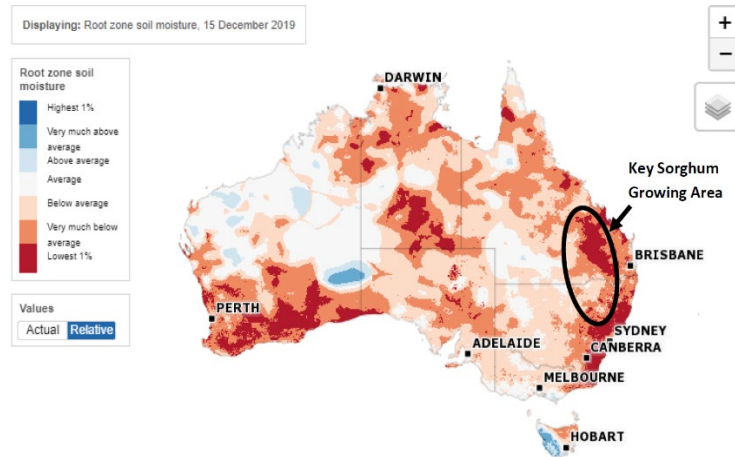 Displaying: Root zone soil moisture, 15 December 2019
+
−
Root zone soil
moisture
Highest 1%
Very much above
average
Above average
Average
Below average
Very much below
average
Lowest 1%
Values
Actual Relative
DARWIN
Key Sorghum
Growing Area
BRISBANE
PERTH
SYDNEY
ADELAIDE
CANBERRA
MELBOURNE
HOBART